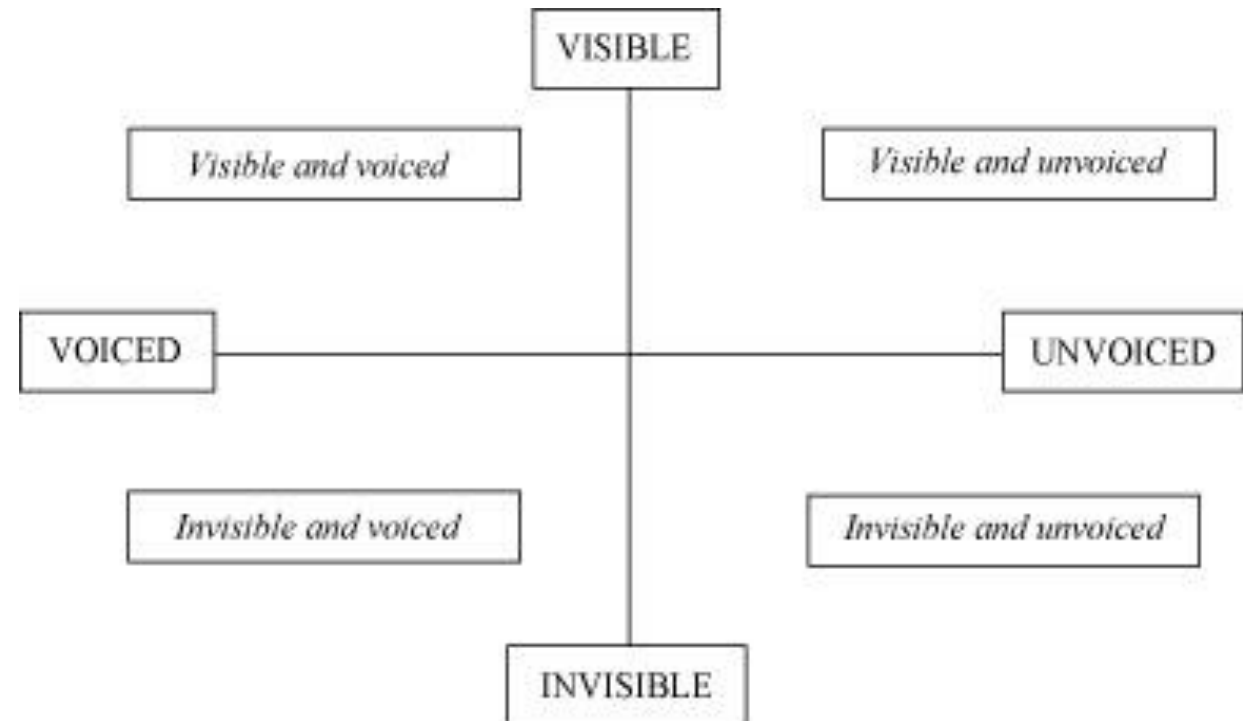 VISIBLE
Visible and voiced
Visible and unvoiced
VOICED
UNVOICED
Invisible and voiced
Invisible and unvoiced
INVISIBLE